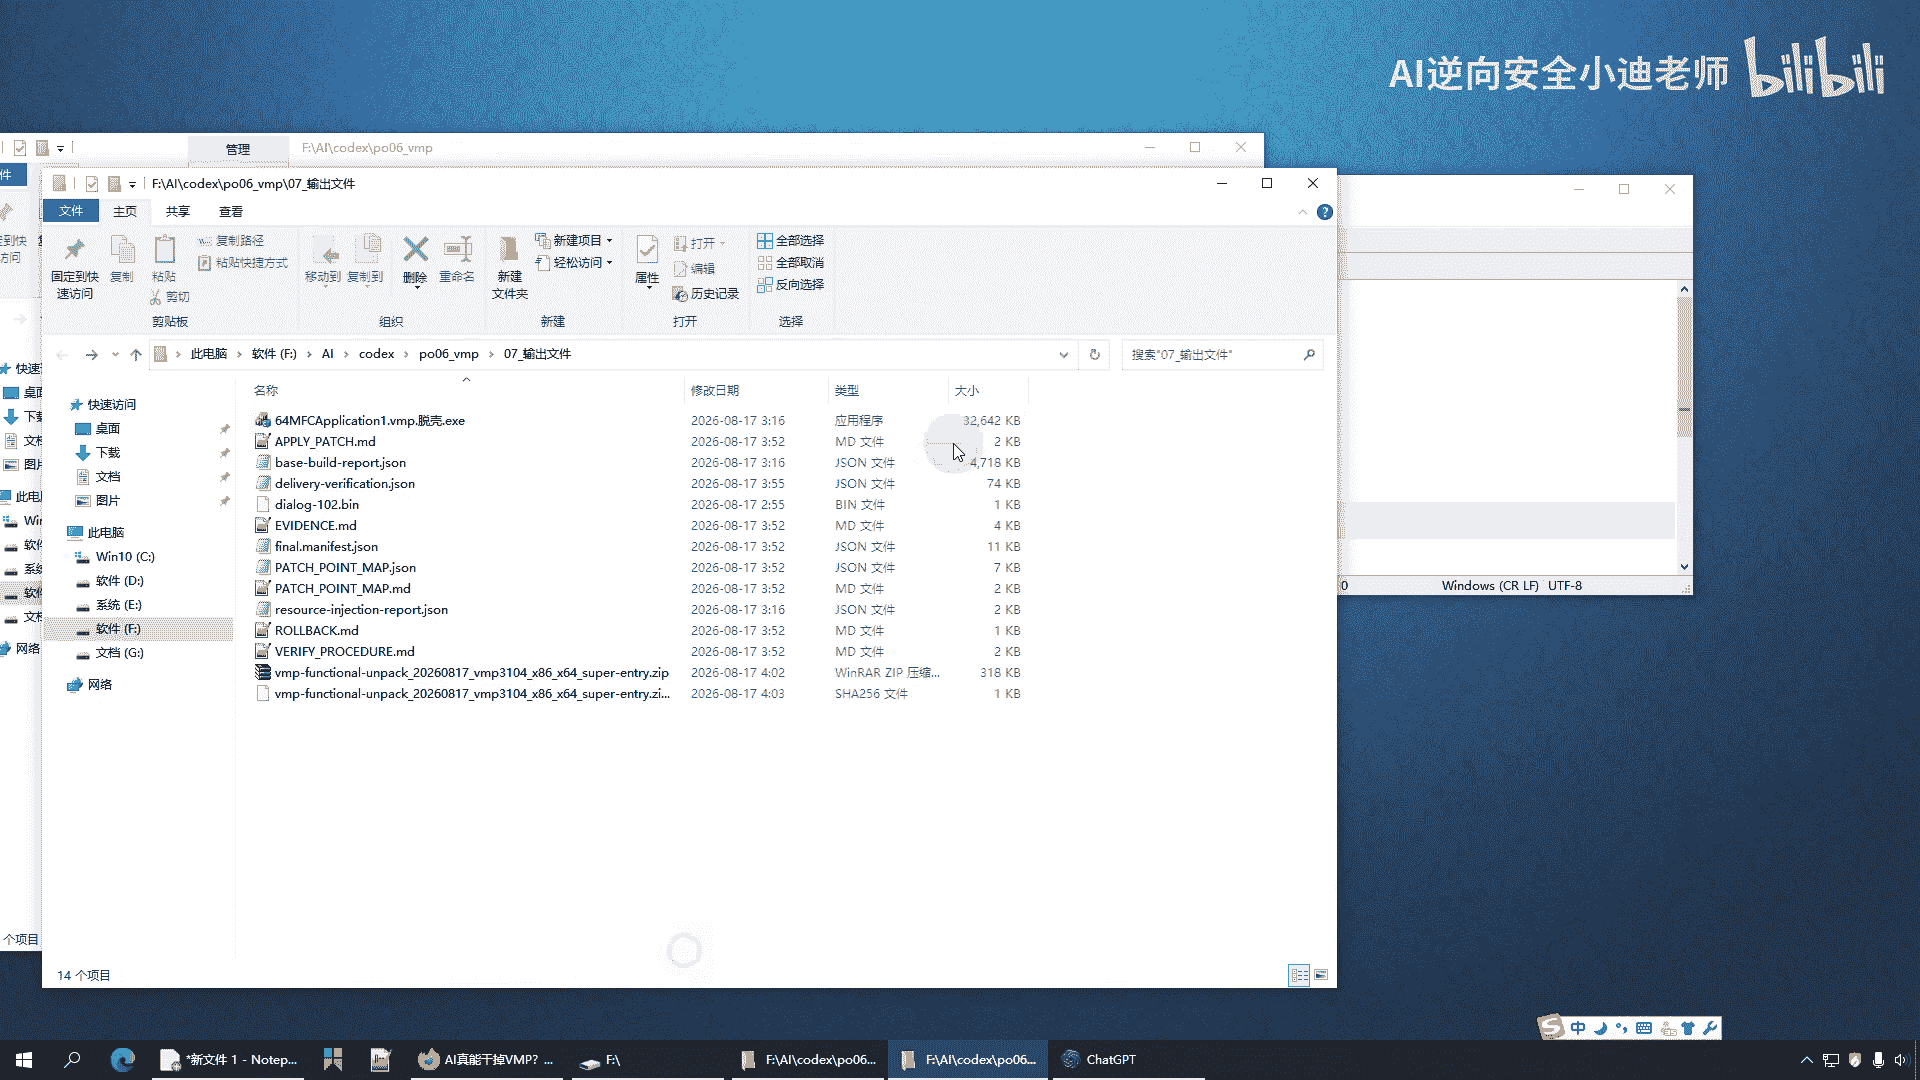 AI逆向安全小迪老师 bilibili
管理 F:\AI\codex\po06_vmp
F:\AI\codex\po06_vmp\07_输出文件
文件 主页 共享 查看
固定到快速访问
复制
粘贴
复制路径
粘贴快捷方式
剪切
剪贴板
移动到
复制到
删除
重命名
组织
新建文件夹
新建项目
轻松访问
新建
属性
打开
编辑
历史记录
打开
全部选择
全部取消
反向选择
选择
此电脑 软件 (F:) AI codex po06_vmp 07_输出文件
搜索"07_输出文件"
名称 修改日期 类型 大小
64MFCApplication1.vmp.脱壳.exe 2026-08-17 3:16 应用程序 32,642 KB
APPLY_PATCH.md 2026-08-17 3:52 MD 文件 2 KB
base-build-report.json 2026-08-17 3:16 JSON 文件 4,718 KB
delivery-verification.json 2026-08-17 3:55 JSON 文件 74 KB
dialog-102.bin 2026-08-17 2:55 BIN 文件 1 KB
EVIDENCE.md 2026-08-17 3:52 MD 文件 4 KB
final.manifest.json 2026-08-17 3:52 JSON 文件 11 KB
PATCH_POINT_MAP.json 2026-08-17 3:52 JSON 文件 7 KB
PATCH_POINT_MAP.md 2026-08-17 3:52 MD 文件 2 KB
resource-injection-report.json 2026-08-17 3:16 JSON 文件 2 KB
ROLLBACK.md 2026-08-17 3:52 MD 文件 1 KB
VERIFY_PROCEDURE.md 2026-08-17 3:52 MD 文件 2 KB
vmp-functional-unpack_20260817_vmp3104_x86_x64_super-entry.zip 2026-08-17 4:02 WinRAR ZIP 压缩... 318 KB
vmp-functional-unpack_20260817_vmp3104_x86_x64_super-entry.zi... 2026-08-17 4:03 SHA256 文件 1 KB
快速访问
桌面
下载
文档
图片
此电脑
Win10 (C:)
软件 (D:)
系统 (E:)
软件 (F:)
文档 (G:)
网络
14 个项目
个项目
Windows (CR LF) UTF-8
中
*新文件 1 - Notep...
AI真能干掉VMP? ...
F:\
F:\AI\codex\po06...
F:\AI\codex\po06...
ChatGPT